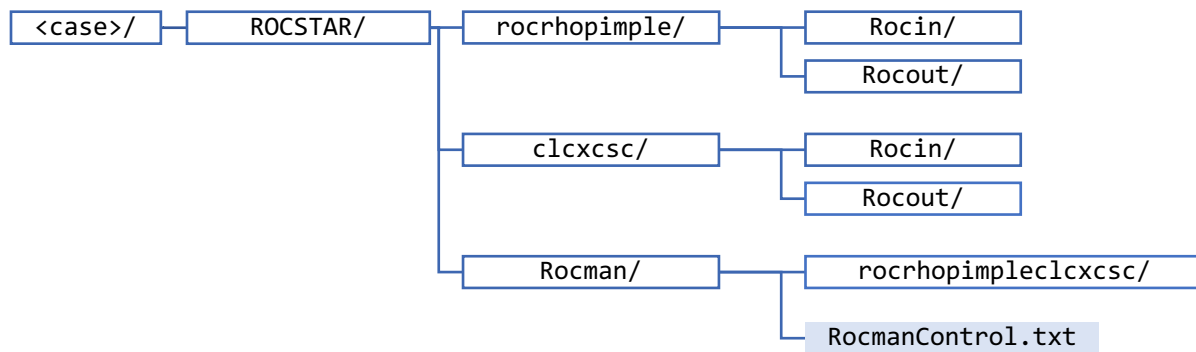 <case>/
ROCSTAR/
rocrhopimple/
Rocin/
Rocout/
clcxcsc/
Rocin/
Rocout/
Rocman/
rocrhopimpleclcxcsc/
RocmanControl.txt